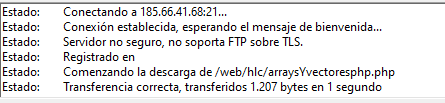 Estado: Conectando a 185.66.41.68:21...
Estado: Conexión establecida, esperando el mensaje de bienvenida...
Estado: Servidor no seguro, no soporta FTP sobre TLS.
Estado: Registrado en
Estado: Comenzando la descarga de /web/hlc/arraysYvectoresphp.php
Estado: Transferencia correcta, transferidos 1.207 bytes en 1 segundo